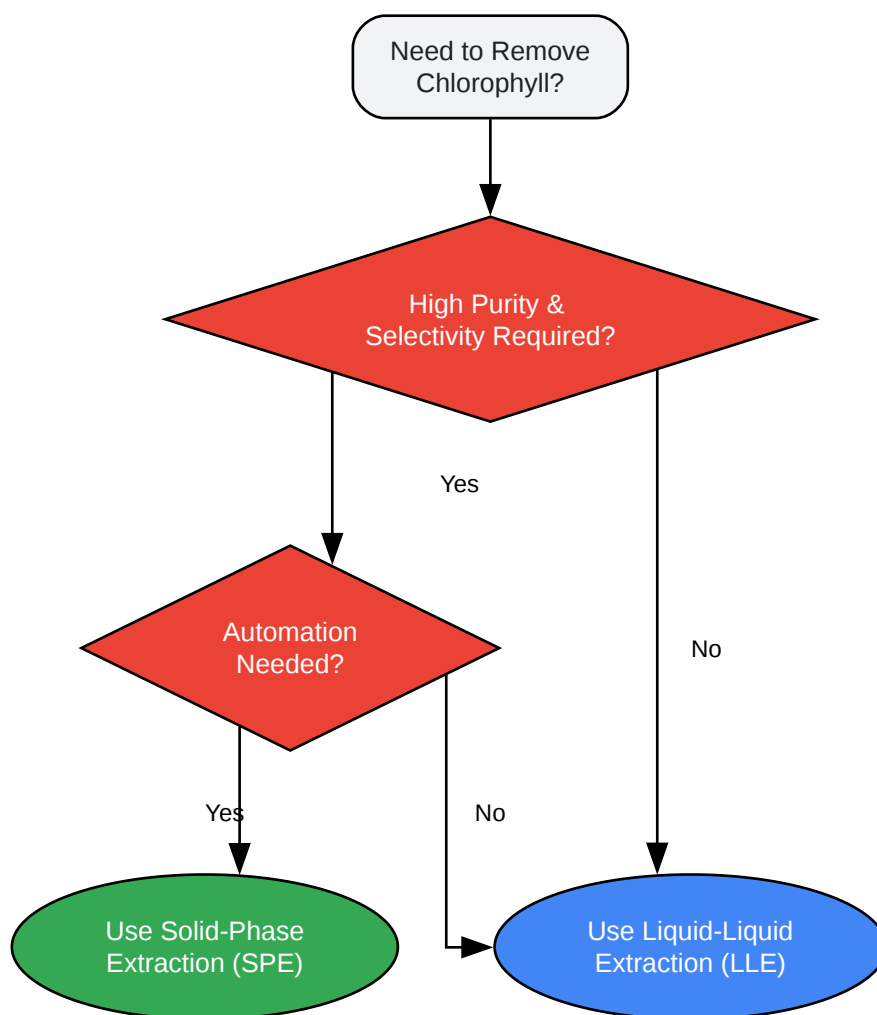 Need to Remove
Chlorophyll?
High Purity &
Selectivity Required?
Yes
Automation
Needed?
No
Yes
No
Use Solid-Phase
Extraction (SPE)
Use Liquid-Liquid
Extraction (LLE)